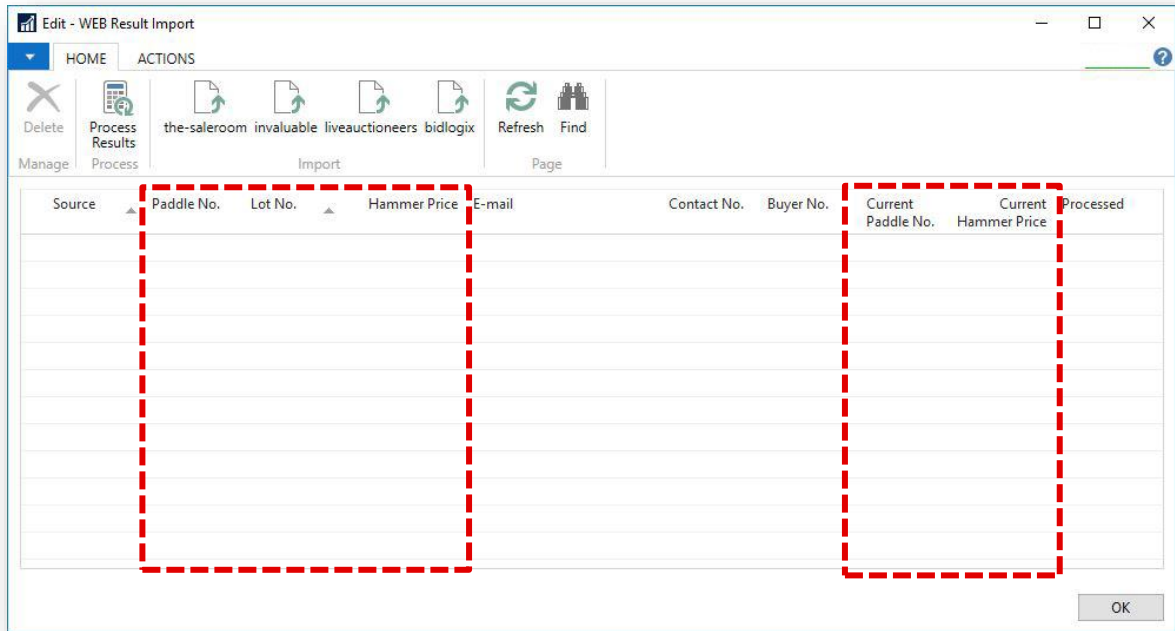 Edit - WEB Result Import
HOME ACTIONS
Delete Process Results the-saleroom invaluable liveauctioneers bidlogix Refresh Find
Manage Process Import Page
Source Paddle No. Lot No. Hammer Price E-mail Contact No. Buyer No. Current Paddle No. Current Hammer Price Processed
OK